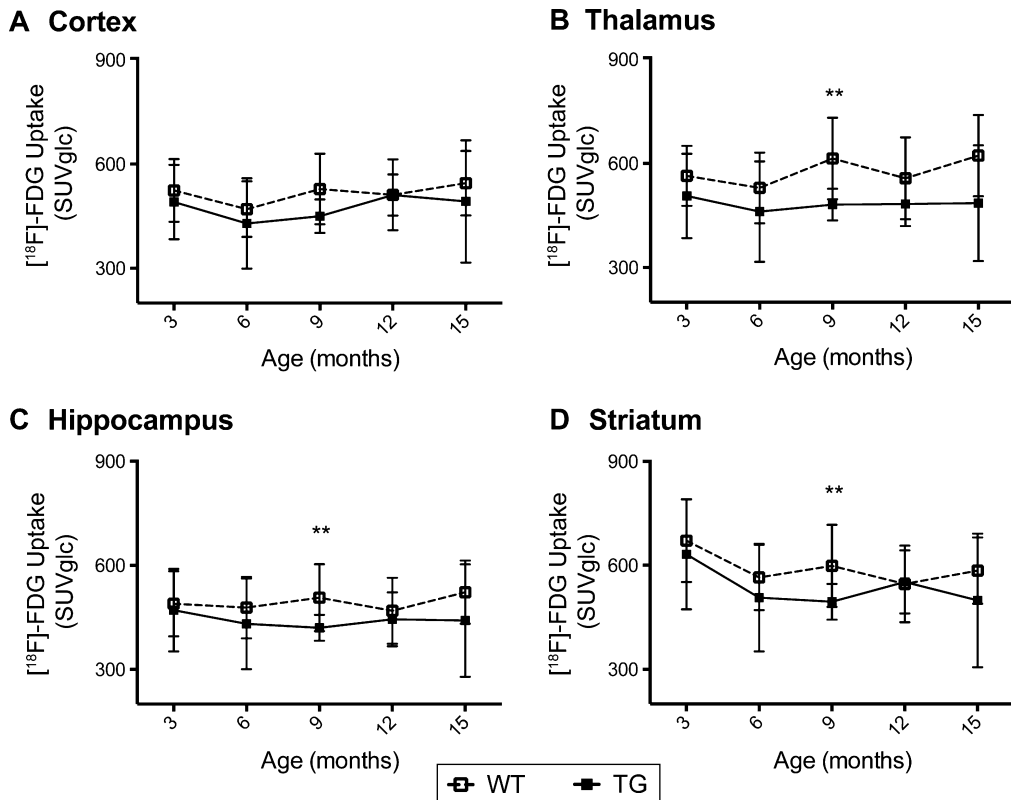 A Cortex
900
600
300
[¹⁸F]-FDG Uptake
(SUVglc)
3 6 9 12 15
Age (months)
B Thalamus
900
600
300
[¹⁸F]-FDG Uptake
(SUVglc)
**
3 6 9 12 15
Age (months)
C Hippocampus
900
600
300
[¹⁸F]-FDG Uptake
(SUVglc)
**
3 6 9 12 15
Age (months)
D Striatum
900
600
300
[¹⁸F]-FDG Uptake
(SUVglc)
**
3 6 9 12 15
Age (months)
WT TG